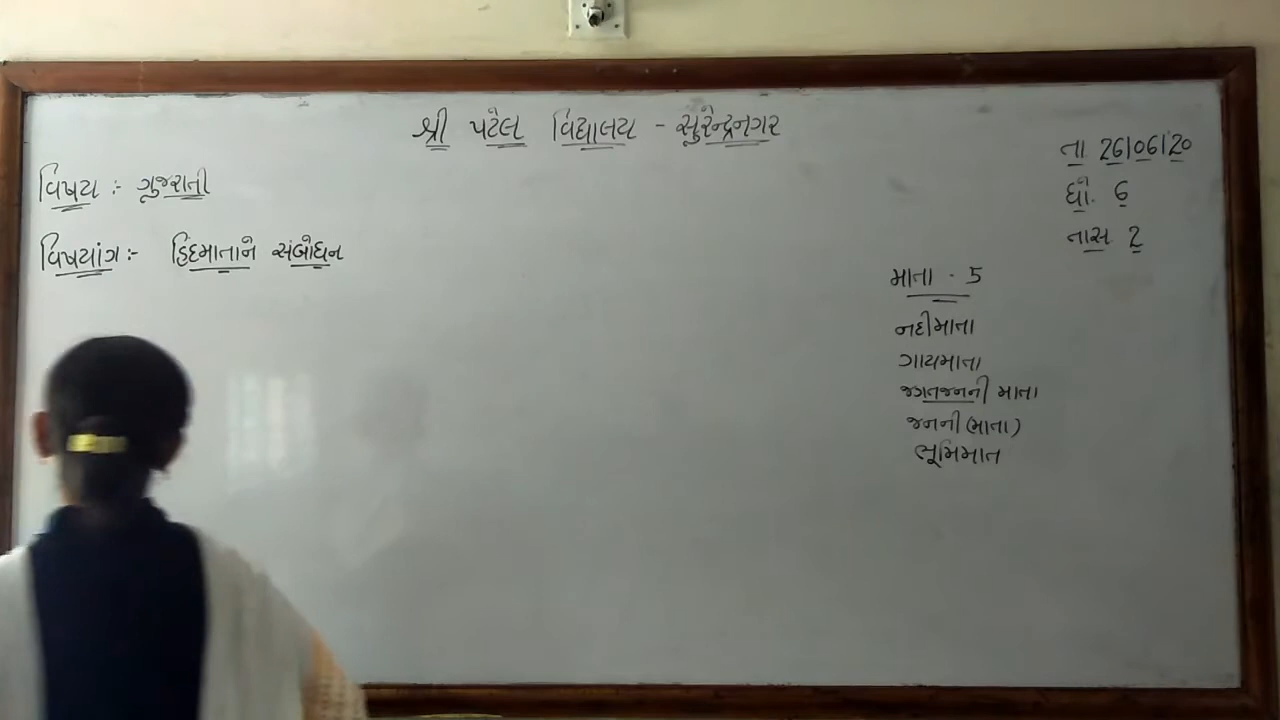 શ્રી પટેલ વિદ્યાલય - સુરેન્દ્રનગર
તા 26/06/20
ધો. 6
તાસ 2
વિષય :- ગુજરાતી
વિષયાંગ :- હિંદમાતાને સંબોધન
માતા - 5
નદીમાતા
ગાયમાતા
જગતજનની માતા
જનની (માતા)
ભૂમિમાત